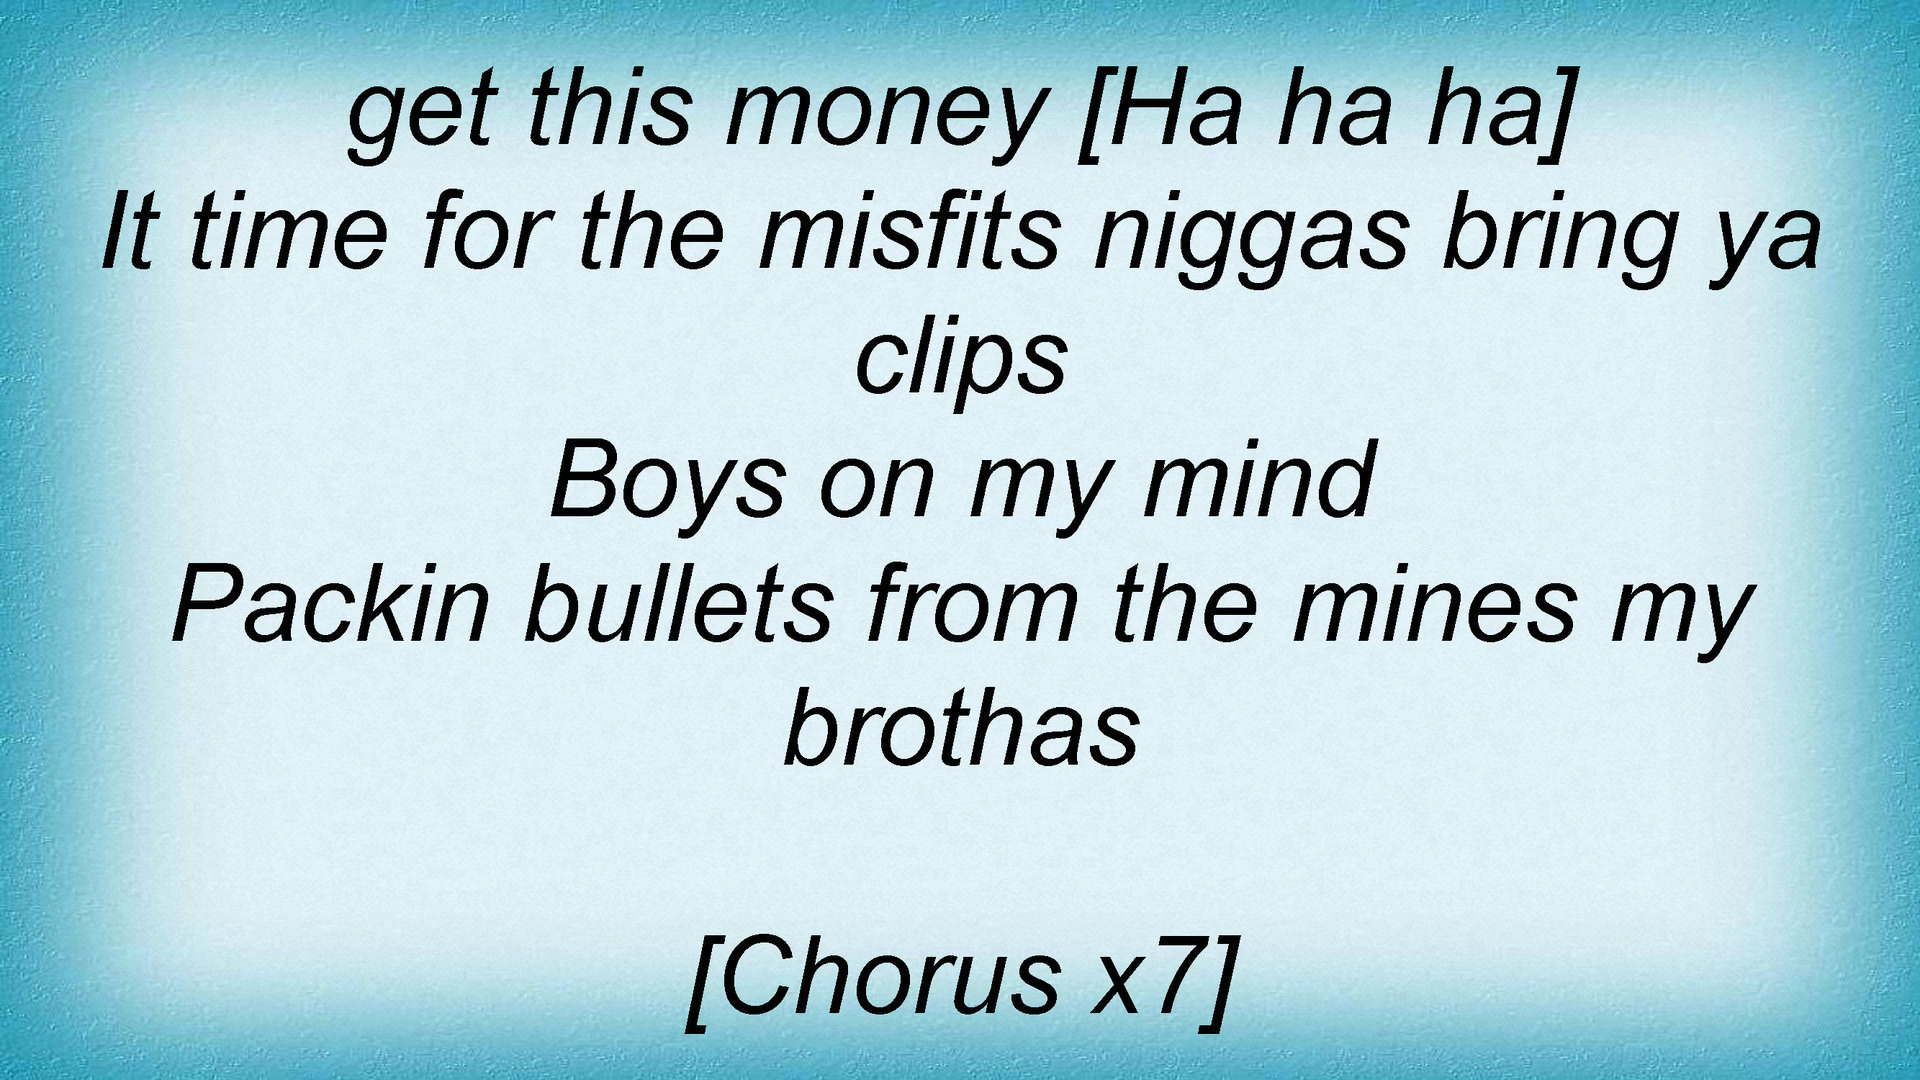 get this money [Ha ha ha]
It time for the misfits niggas bring ya
clips
Boys on my mind
Packin bullets from the mines my
brothas
[Chorus x7]